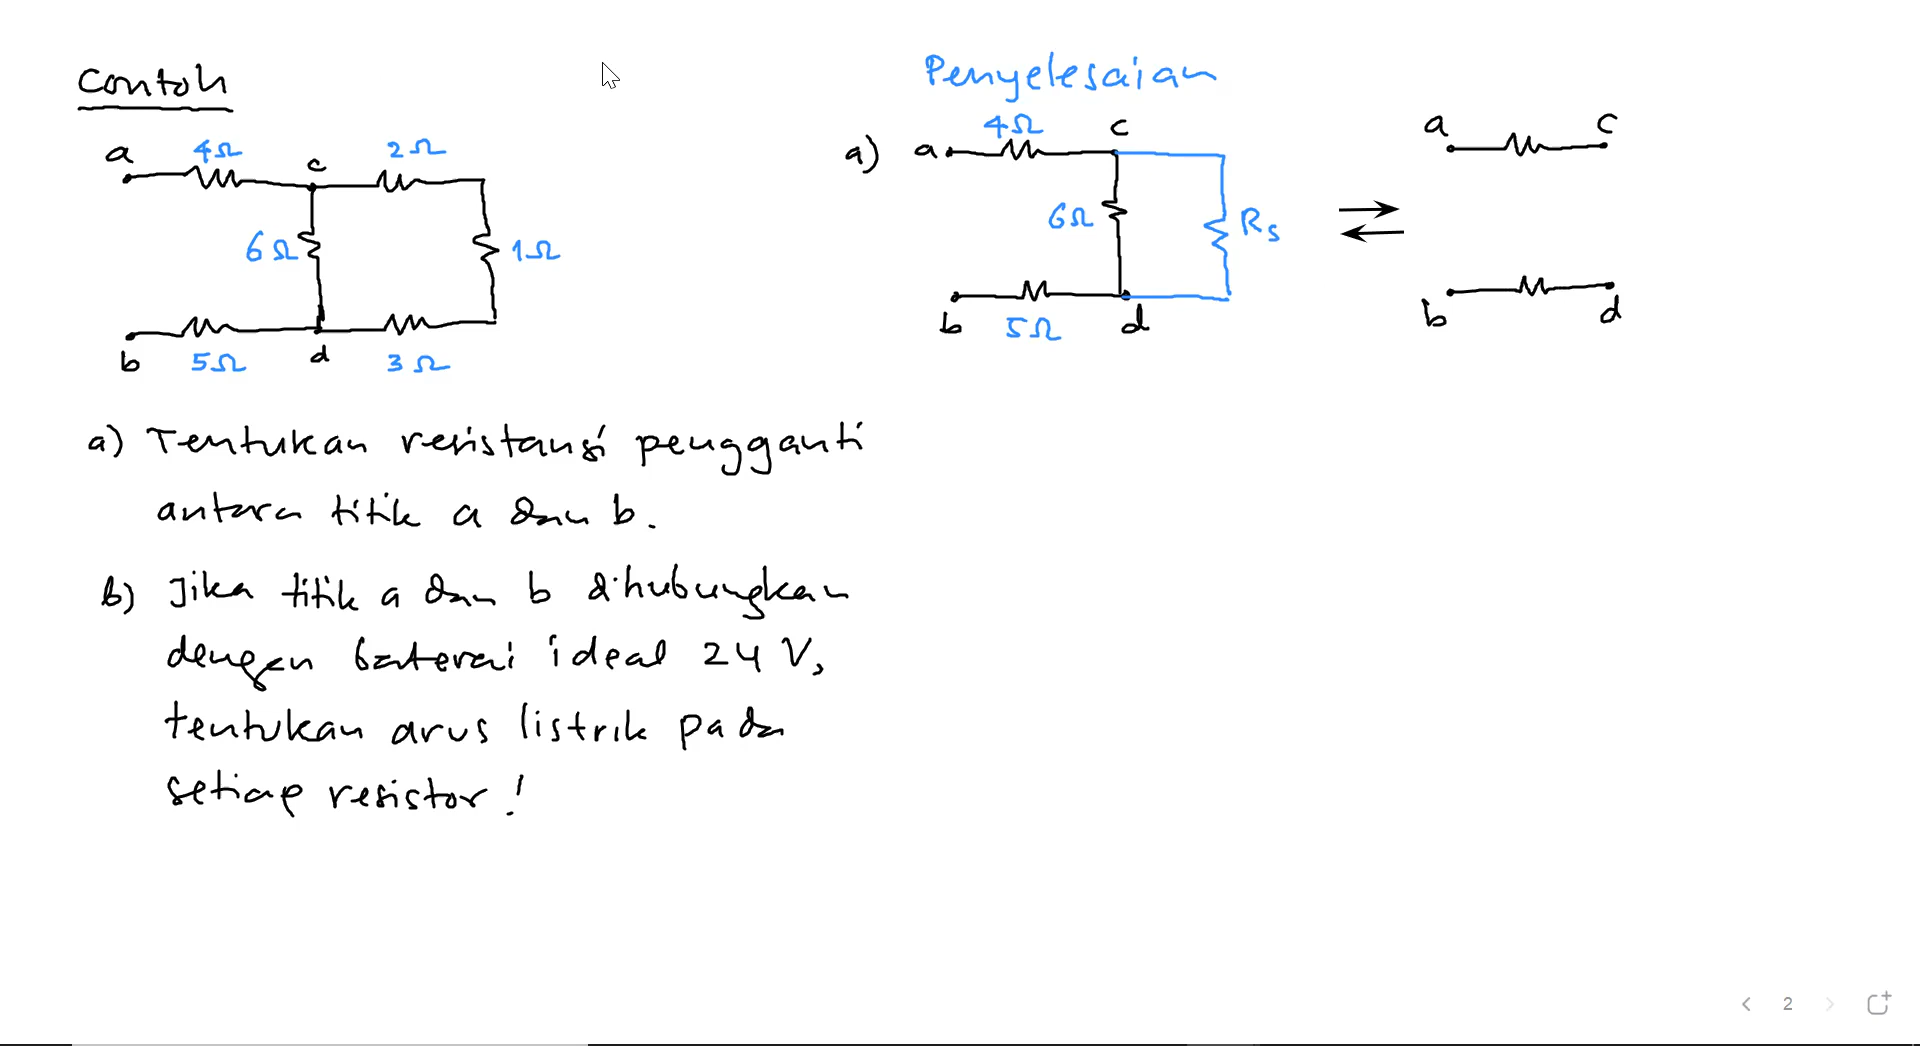 Contoh
a
4Ω
c
2Ω
6Ω
1Ω
b
5Ω
d
3Ω
a) Tentukan resistansi pengganti
antara titik a dan b.
b) Jika titik a dan b dihubungkan
dengan baterai ideal 24 V,
tentukan arus listrik pada
setiap resistor!
Penyelesaian
a)
a
4Ω
c
6Ω
Rs
b
5Ω
d
a
c
b
d
2